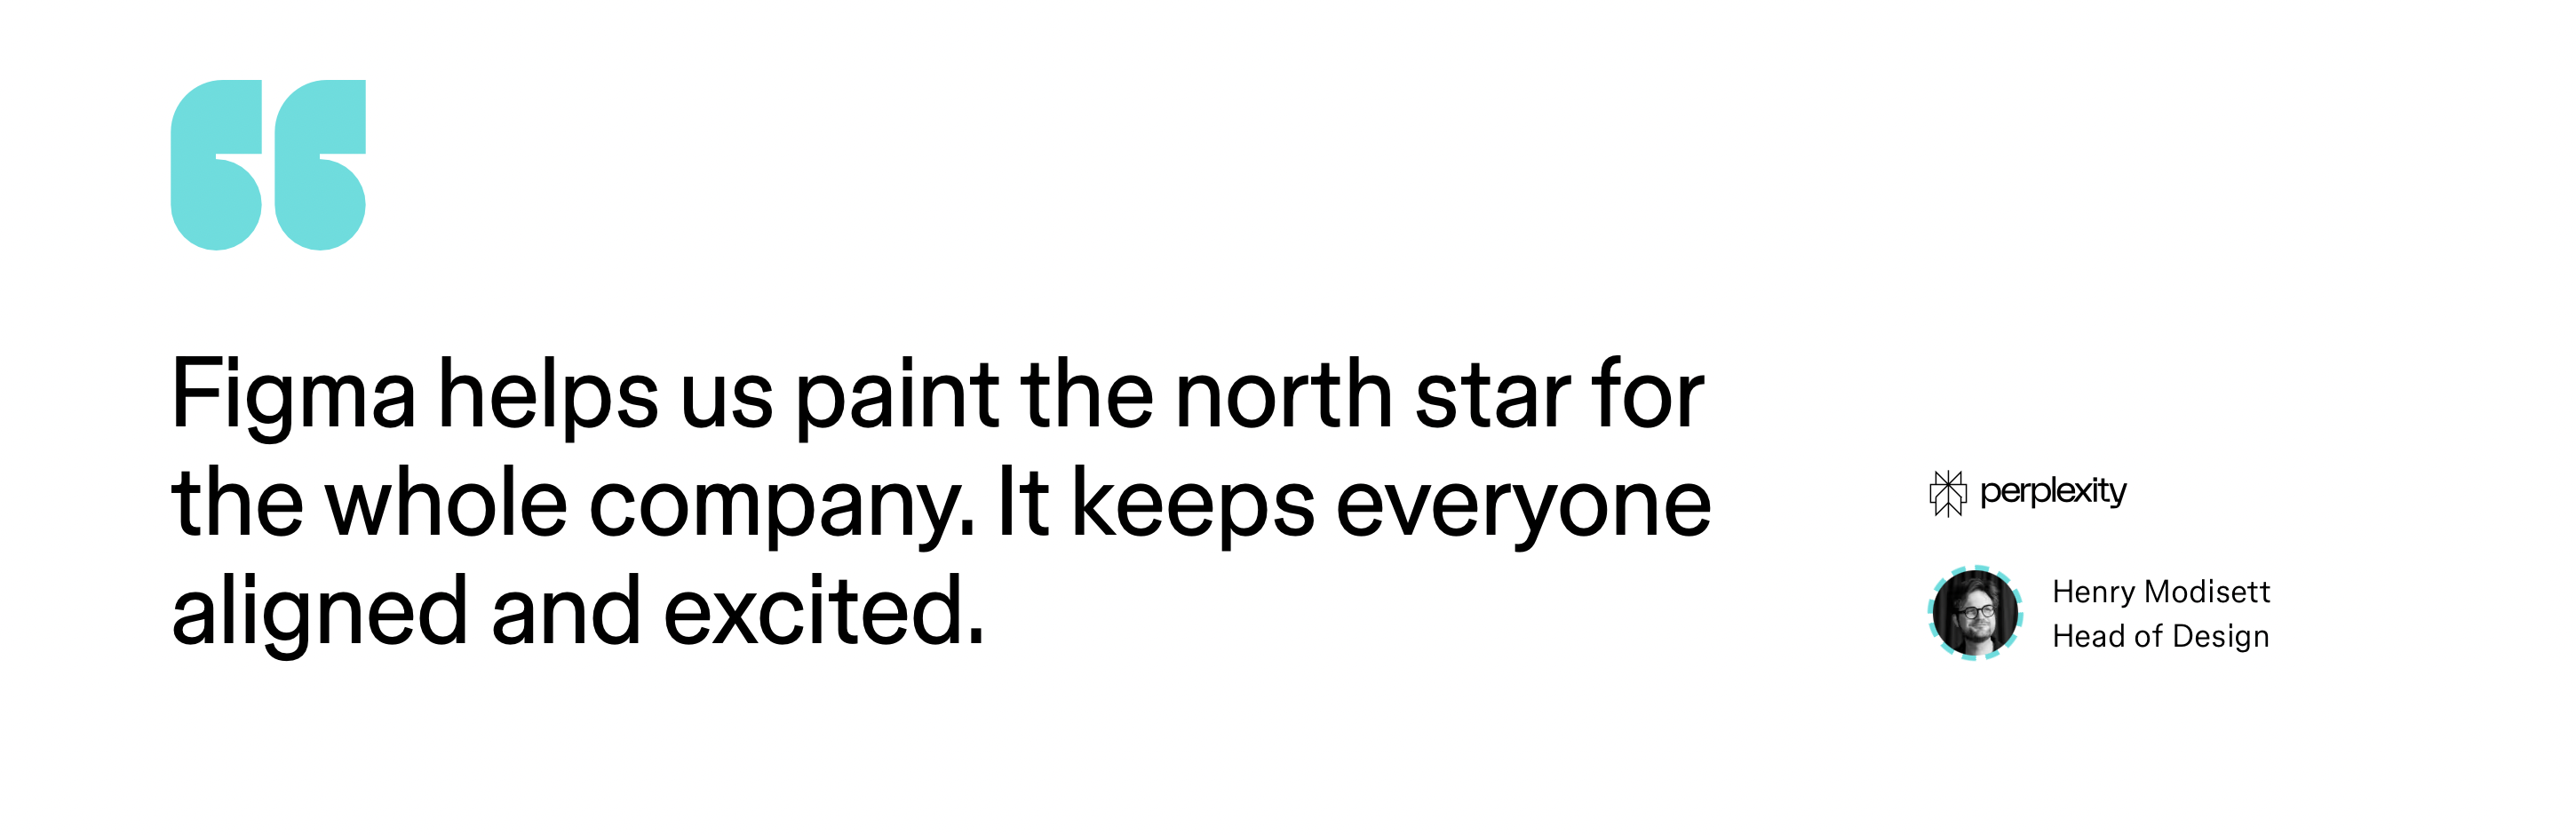 Figma helps us paint the north star for
the whole company. It keeps everyone
aligned and excited.
perplexity
Henry Modisett
Head of Design